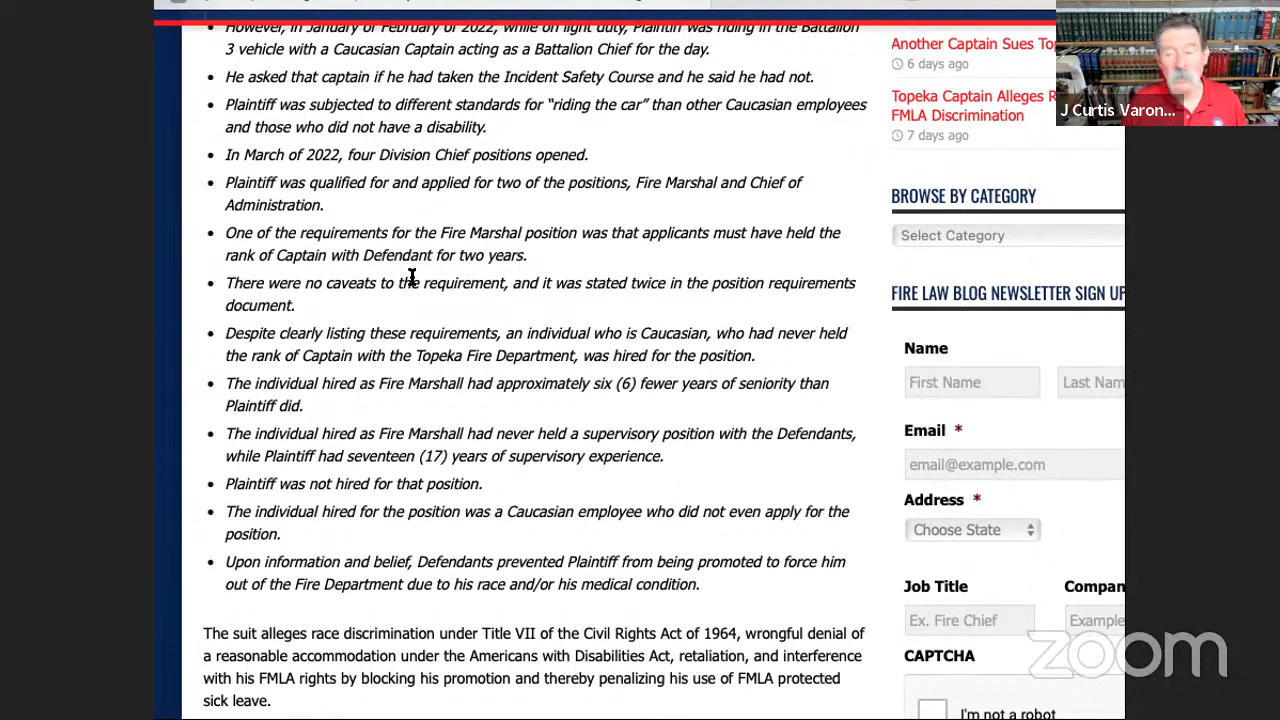 However, in January or February of 2022, while on light duty, Plaintiff was riding in the Battalion
3 vehicle with a Caucasian Captain acting as a Battalion Chief for the day.
He asked that captain if he had taken the Incident Safety Course and he said he had not.
Plaintiff was subjected to different standards for “riding the car” than other Caucasian employees
and those who did not have a disability.
In March of 2022, four Division Chief positions opened.
Plaintiff was qualified for and applied for two of the positions, Fire Marshal and Chief of
Administration.
One of the requirements for the Fire Marshal position was that applicants must have held the
rank of Captain with Defendant for two years.
There were no caveats to the requirement, and it was stated twice in the position requirements
document.
Despite clearly listing these requirements, an individual who is Caucasian, who had never held
the rank of Captain with the Topeka Fire Department, was hired for the position.
The individual hired as Fire Marshall had approximately six (6) fewer years of seniority than
Plaintiff did.
The individual hired as Fire Marshall had never held a supervisory position with the Defendants,
while Plaintiff had seventeen (17) years of supervisory experience.
Plaintiff was not hired for that position.
The individual hired for the position was a Caucasian employee who did not even apply for the
position.
Upon information and belief, Defendants prevented Plaintiff from being promoted to force him
out of the Fire Department due to his race and/or his medical condition.
The suit alleges race discrimination under Title VII of the Civil Rights Act of 1964, wrongful denial of
a reasonable accommodation under the Americans with Disabilities Act, retaliation, and interference
with his FMLA rights by blocking his promotion and thereby penalizing his use of FMLA protected
sick leave.
Another Captain Sues To
6 days ago
Topeka Captain Alleges R
FMLA Discrimination
7 days ago
J Curtis Varon...
BROWSE BY CATEGORY
Select Category
FIRE LAW BLOG NEWSLETTER SIGN UP
Name
First Name
Last Nam
Email *
email@example.com
Address *
Choose State
Job Title
Compan
Ex. Fire Chief
Example
CAPTCHA
I'm not a robot
zoom